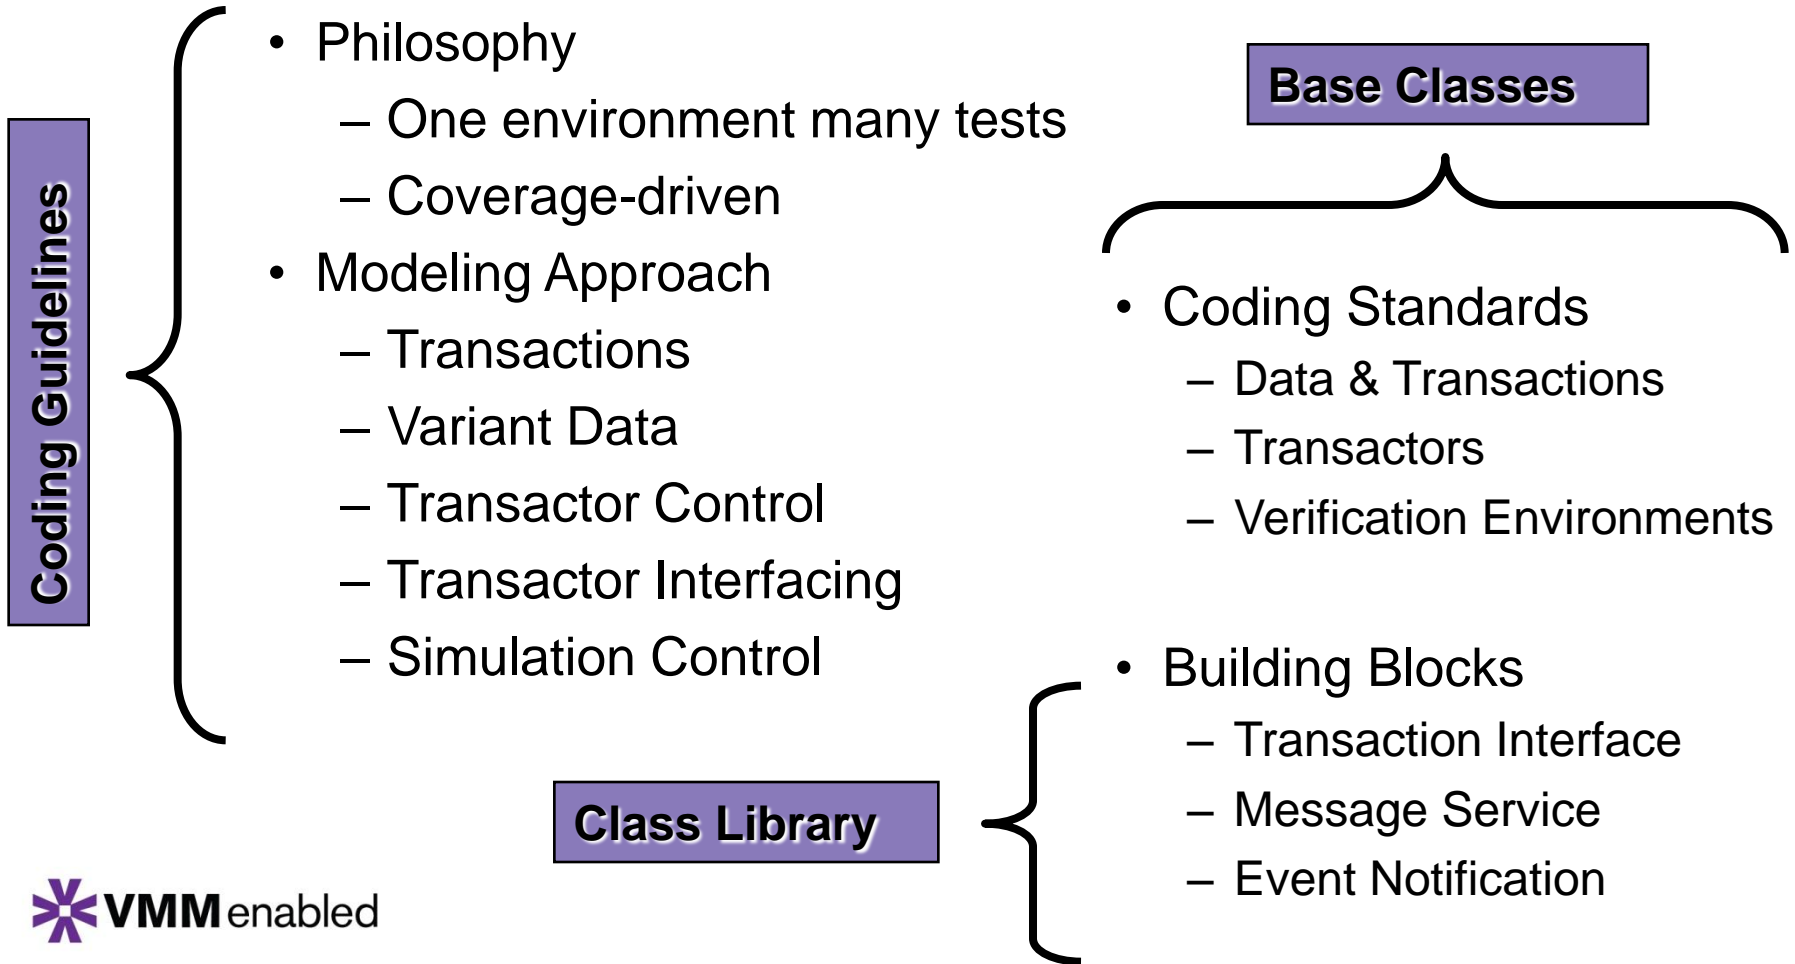 Coding Guidelines
• Philosophy
– One environment many tests
– Coverage-driven
• Modeling Approach
– Transactions
– Variant Data
– Transactor Control
– Transactor Interfacing
– Simulation Control
Base Classes
• Coding Standards
– Data & Transactions
– Transactors
– Verification Environments
• Building Blocks
– Transaction Interface
– Message Service
– Event Notification
Class Library
VMM enabled